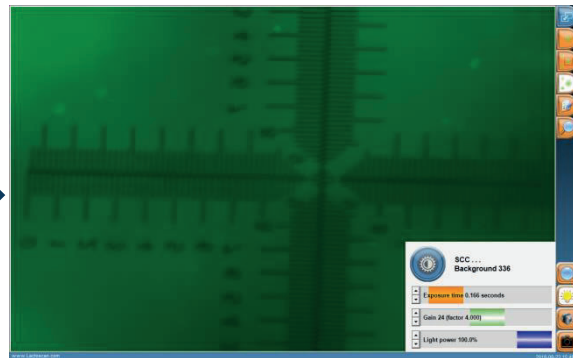 SCC ...
Background 336
Exposure time 0.166 seconds
Gain 24 (factor 4,000)
Light power 100.0%